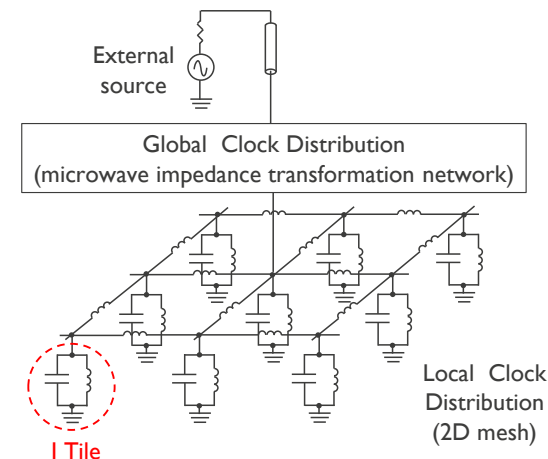 External
source
Global Clock Distribution
(microwave impedance transformation network)
Local Clock
Distribution
(2D mesh)
1 Tile